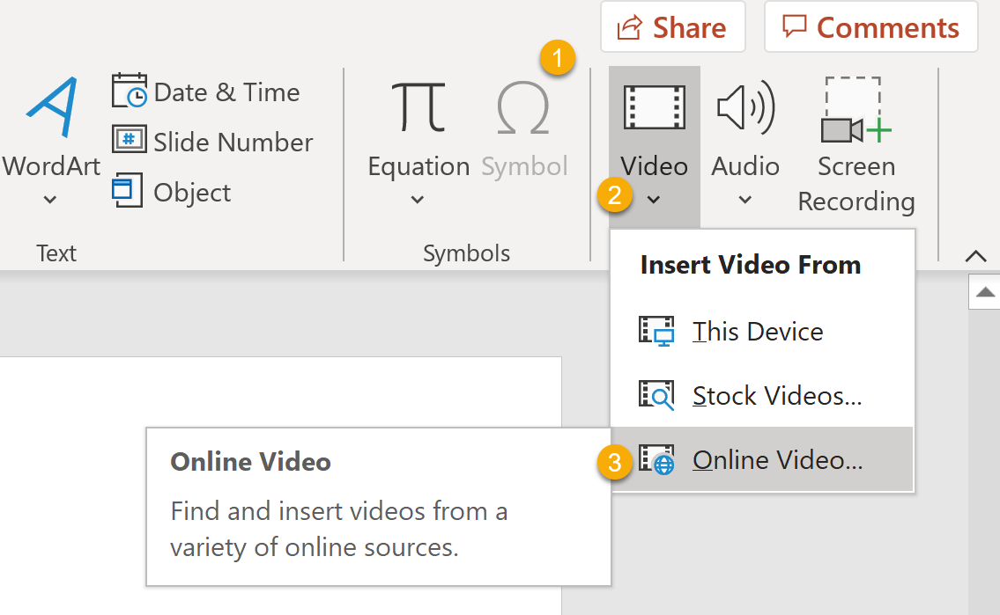 Share
Comments
1
WordArt
Date & Time
Slide Number
Object
Text
π
Equation
Ω
Symbol
Symbols
2
Video
Audio
Screen
Recording
Insert Video From
This Device
Stock Videos...
3
Online Video...
Online Video
Find and insert videos from a
variety of online sources.